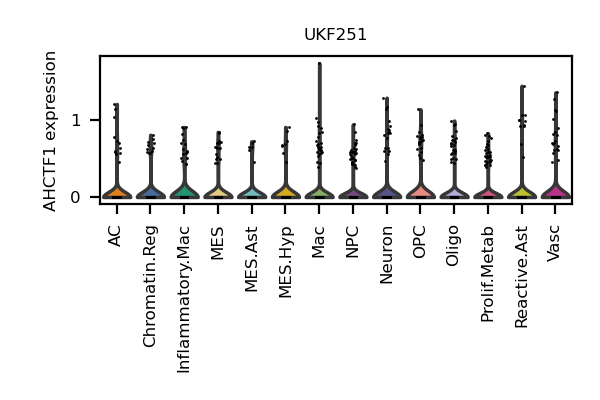 UKF251
AHCTF1 expression
1
0
AC
Chromatin.Reg
Inflammatory.Mac
MES
MES.Ast
MES.Hyp
Mac
NPC
Neuron
OPC
Oligo
Prolif.Metab
Reactive.Ast
Vasc